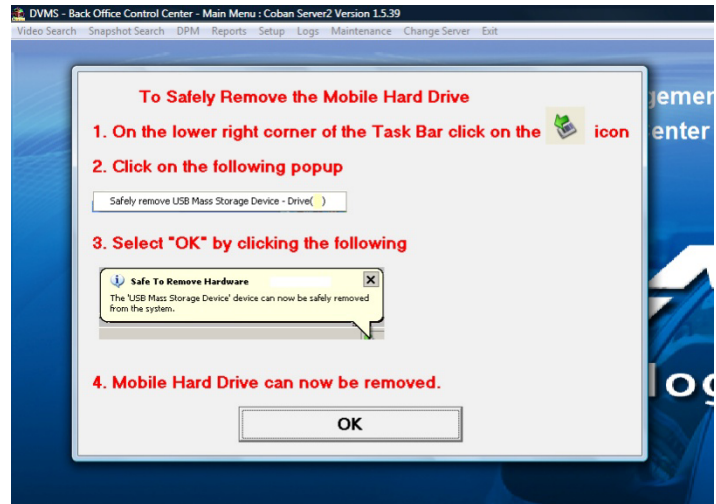 DVMS - Back Office Control Center - Main Menu : Coban Server2 Version 1.5.39
Video Search Snapshot Search DPM Reports Setup Logs Maintenance Change Server Exit
To Safely Remove the Mobile Hard Drive
1. On the lower right corner of the Task Bar click on the icon
2. Click on the following popup
Safely remove USB Mass Storage Device - Drive( )
3. Select "OK" by clicking the following
Safe To Remove Hardware
The 'USB Mass Storage Device' device can now be safely removed
from the system.
4. Mobile Hard Drive can now be removed.
OK
enter